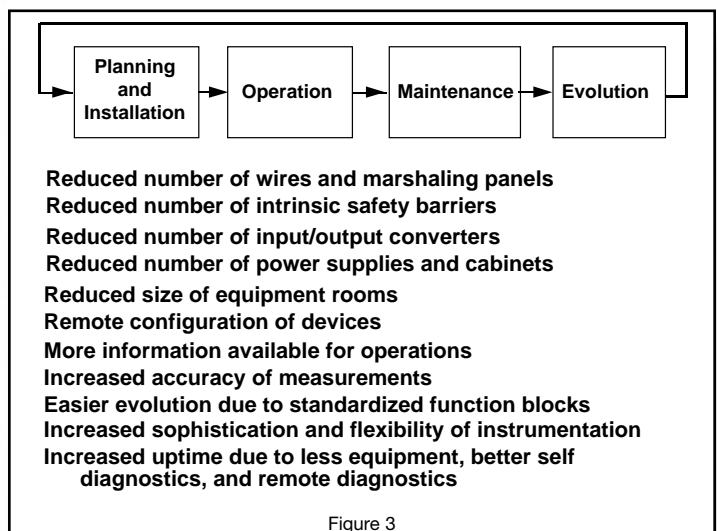 Planning
and
Installation
Operation
Maintenance
Evolution
Reduced number of wires and marshaling panels
Reduced number of intrinsic safety barriers
Reduced number of input/output converters
Reduced number of power supplies and cabinets
Reduced size of equipment rooms
Remote configuration of devices
More information available for operations
Increased accuracy of measurements
Easier evolution due to standardized function blocks
Increased sophistication and flexibility of instrumentation
Increased uptime due to less equipment, better self
diagnostics, and remote diagnostics
Figure 3